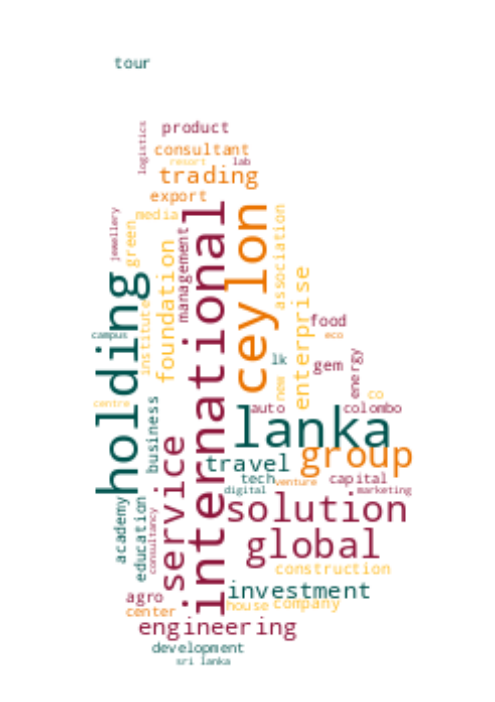 tour
logistics
product
consultant
resort
lab
trading
export
jewellery
media
green
international
ceylon
association
management
foundation
enterprise
holding
institute
food
campus
eco
lk
gem
energy
new
co
centre
business
auto
colombo
lanka
service
travel
group
tech
venture
capital
digital
marketing
academy
education
consultancy
solution
global
construction
agro
investment
center
house
company
engineering
development
sri lanka